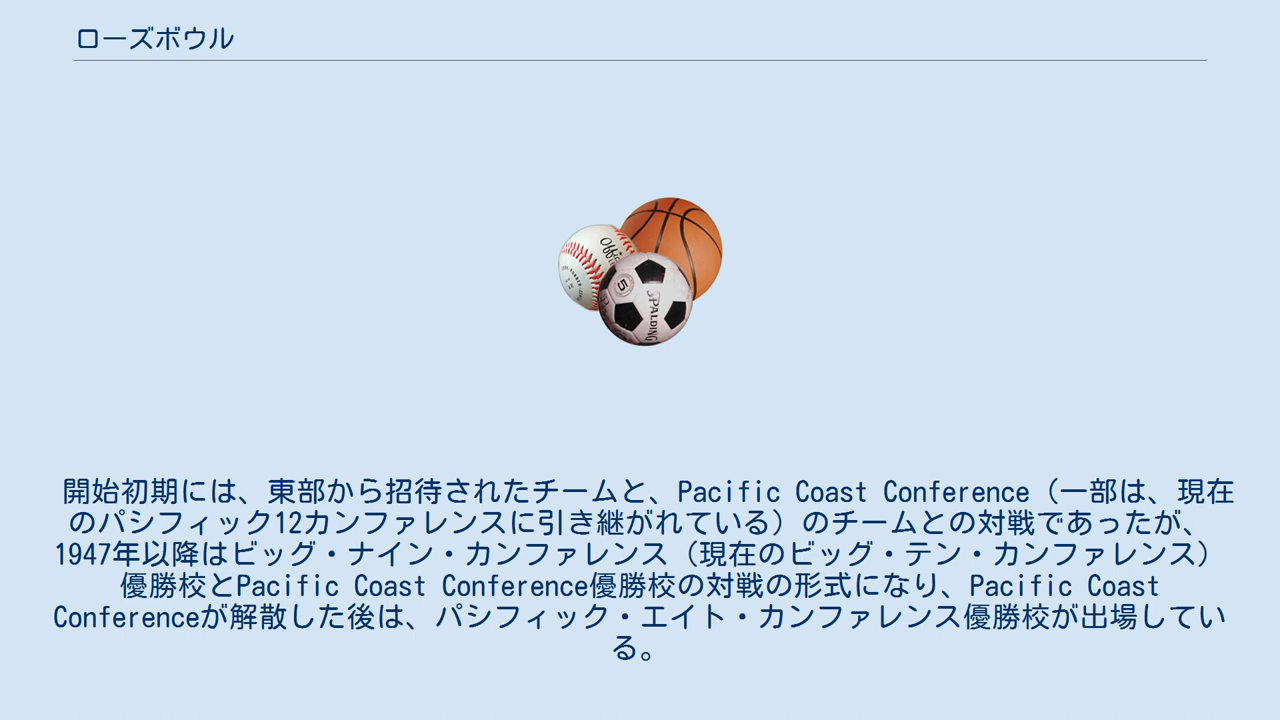 ローズボウル
Offic
5
SPALDING
開始初期には、東部から招待されたチームと、Pacific Coast Conference（一部は、現在
のパシフィック12カンファレンスに引き継がれている）のチームとの対戦であったが、
1947年以降はビッグ・ナイン・カンファレンス（現在のビッグ・テン・カンファレンス）
優勝校とPacific Coast Conference優勝校の対戦の形式になり、Pacific Coast
Conferenceが解散した後は、パシフィック・エイト・カンファレンス優勝校が出場してい
る。